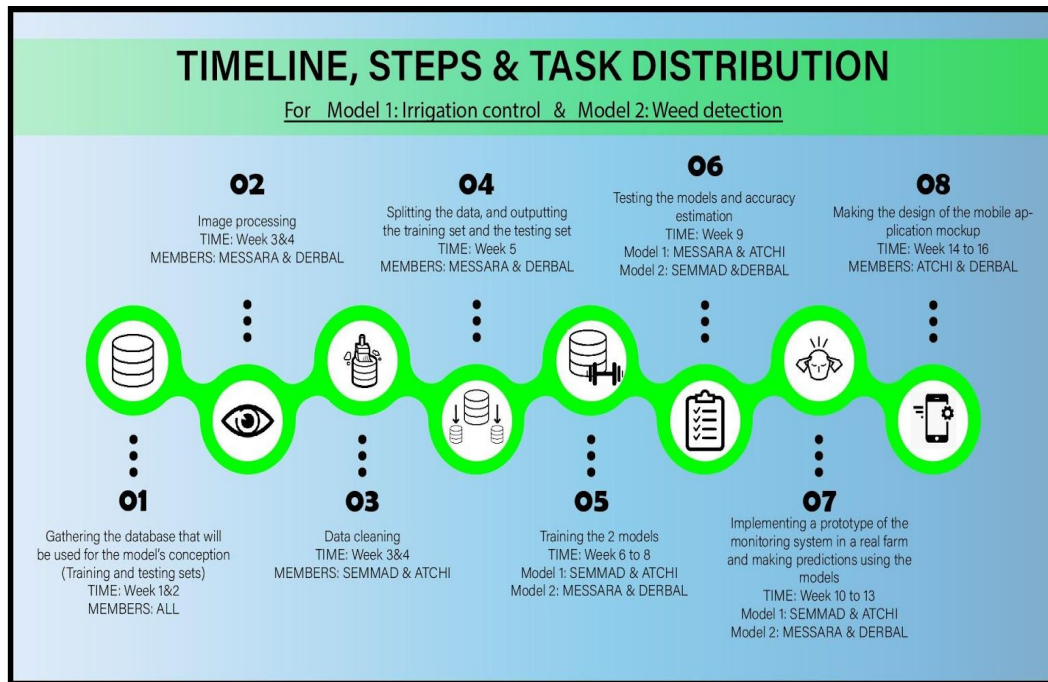 TIMELINE, STEPS & TASK DISTRIBUTION
For Model 1: Irrigation control & Model 2: Weed detection
02
Image processing
TIME: Week 3&4
MEMBERS: MESSARA & DERBAL
04
Splitting the data, and outputting
the training set and the testing set
TIME: Week 5
MEMBERS: MESSARA & DERBAL
06
Testing the models and accuracy
estimation
TIME: Week 9
Model 1: MESSARA & ATCHI
Model 2: SEMMAD &DERBAL
08
Making the design of the mobile ap-
plication mockup
TIME: Week 14 to 16
MEMBERS: ATCHI & DERBAL
01
Gathering the database that will
be used for the model's conception
(Training and testing sets)
TIME: Week 1&2
MEMBERS: ALL
03
Data cleaning
TIME: Week 3&4
MEMBERS: SEMMAD & ATCHI
05
Training the 2 models
TIME: Week 6 to 8
Model 1: SEMMAD & ATCHI
Model 2: MESSARA & DERBAL
07
Implementing a prototype of the
monitoring system in a real farm
and making predictions using the
models
TIME: Week 10 to 13
Model 1: SEMMAD & ATCHI
Model 2: MESSARA & DERBAL